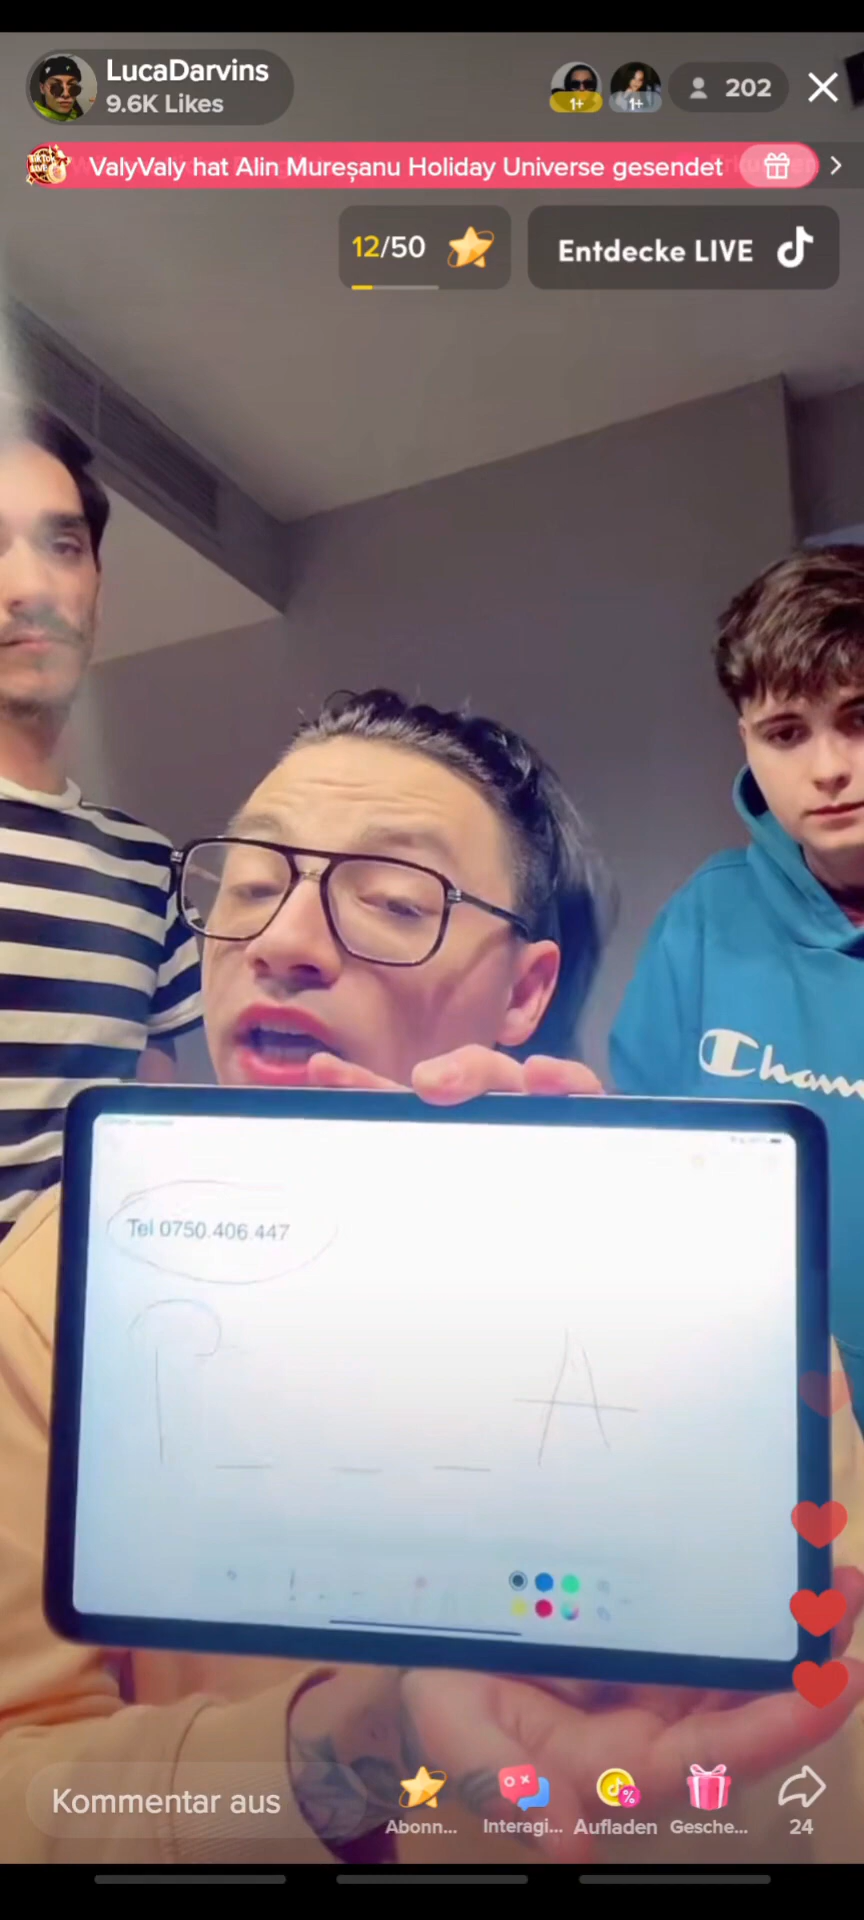 LucaDarvins
9.6K Likes
1+
1+
202
ValyValy hat Alin Mureșanu Holiday Universe gesendet
12/50
Entdecke LIVE
Tel 0750.406.447
P _ _ _ A
Kommentar aus
Abonn...
Interagi...
Aufladen
Gesche...
24